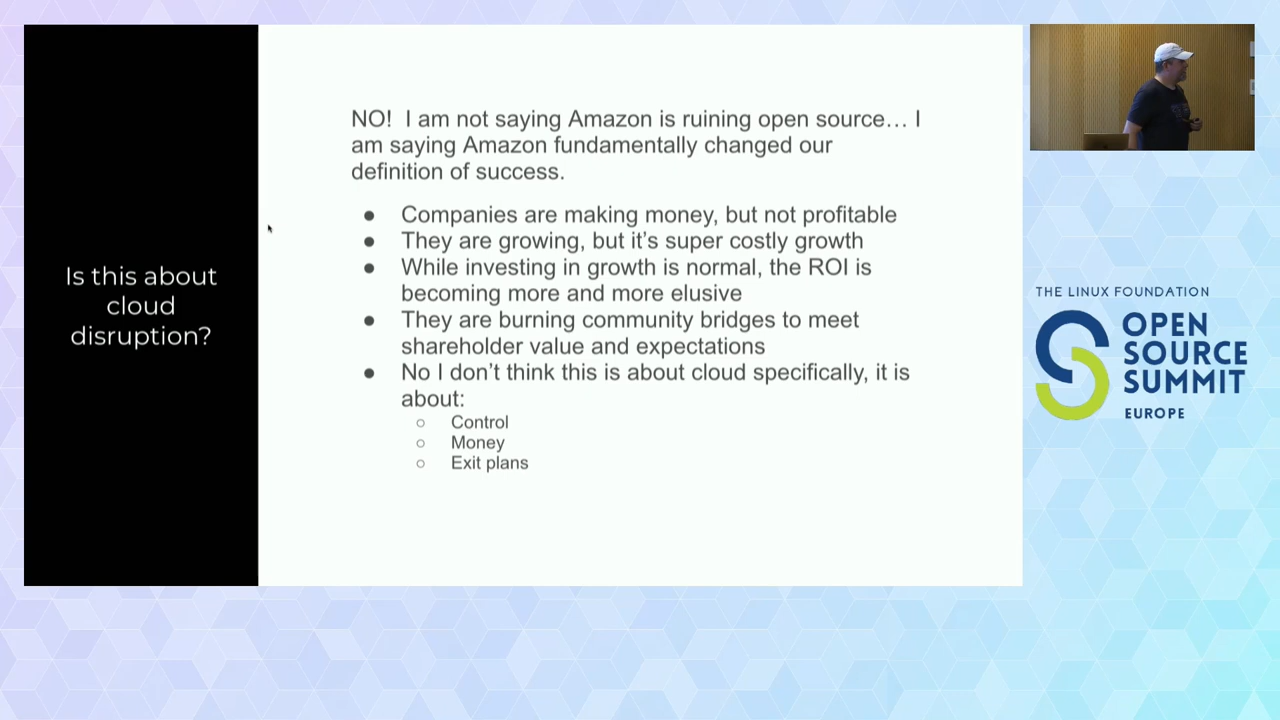 Is this about
cloud
disruption?
NO!  I am not saying Amazon is ruining open source… I
am saying Amazon fundamentally changed our
definition of success.
● Companies are making money, but not profitable
● They are growing, but it’s super costly growth
● While investing in growth is normal, the ROI is
becoming more and more elusive
● They are burning community bridges to meet
shareholder value and expectations
● No I don’t think this is about cloud specifically, it is
about:
○ Control
○ Money
○ Exit plans
THE LINUX FOUNDATION
OPEN
SOURCE
SUMMIT
EUROPE